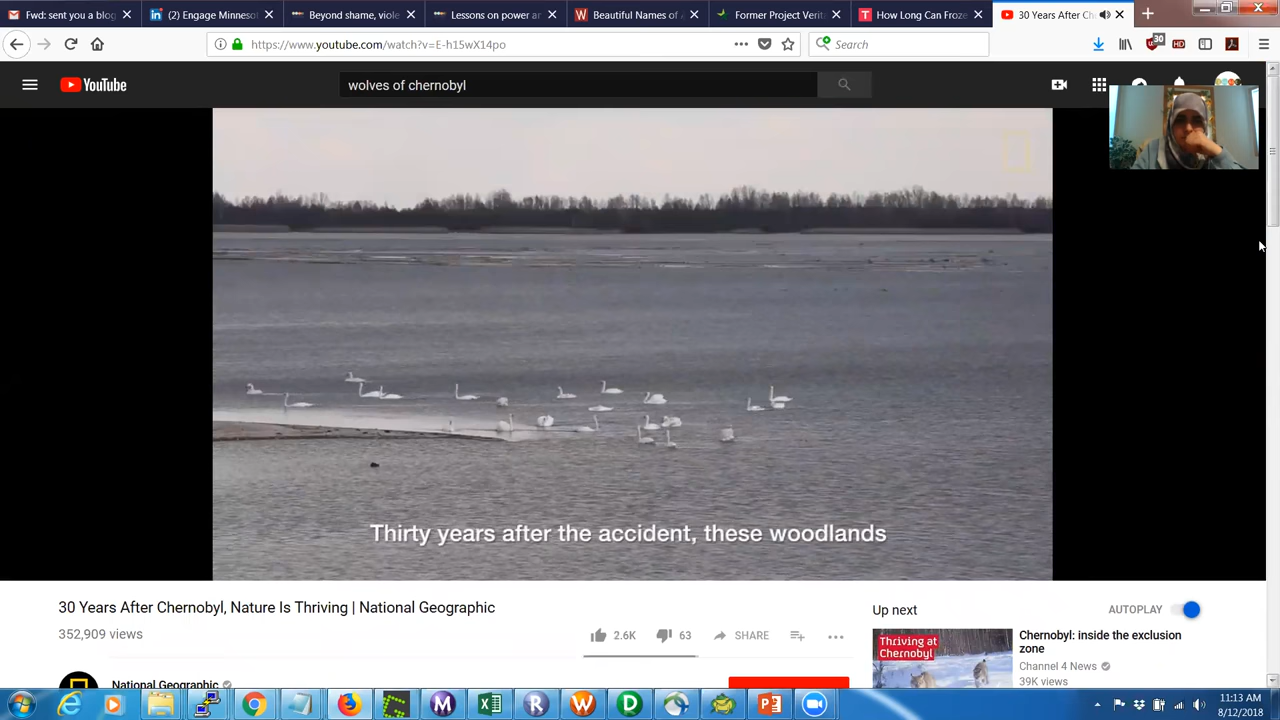 Fwd: sent you a blog
(2) Engage Minneso
Beyond shame, viole
Lessons on power ar
Beautiful Names of A
Former Project Verit
How Long Can Froze
30 Years After Ch
https://www.youtube.com/watch?v=E-h15wX14po
Search
30
HD
YouTube
wolves of chernobyl
Thirty years after the accident, these woodlands
30 Years After Chernobyl, Nature Is Thriving | National Geographic
352,909 views
2.6K
63
SHARE
National Geographic
Up next
AUTOPLAY
Thriving at
Chernobyl
Chernobyl: inside the exclusion
zone
Channel 4 News
39K views
11:13 AM
8/12/2018